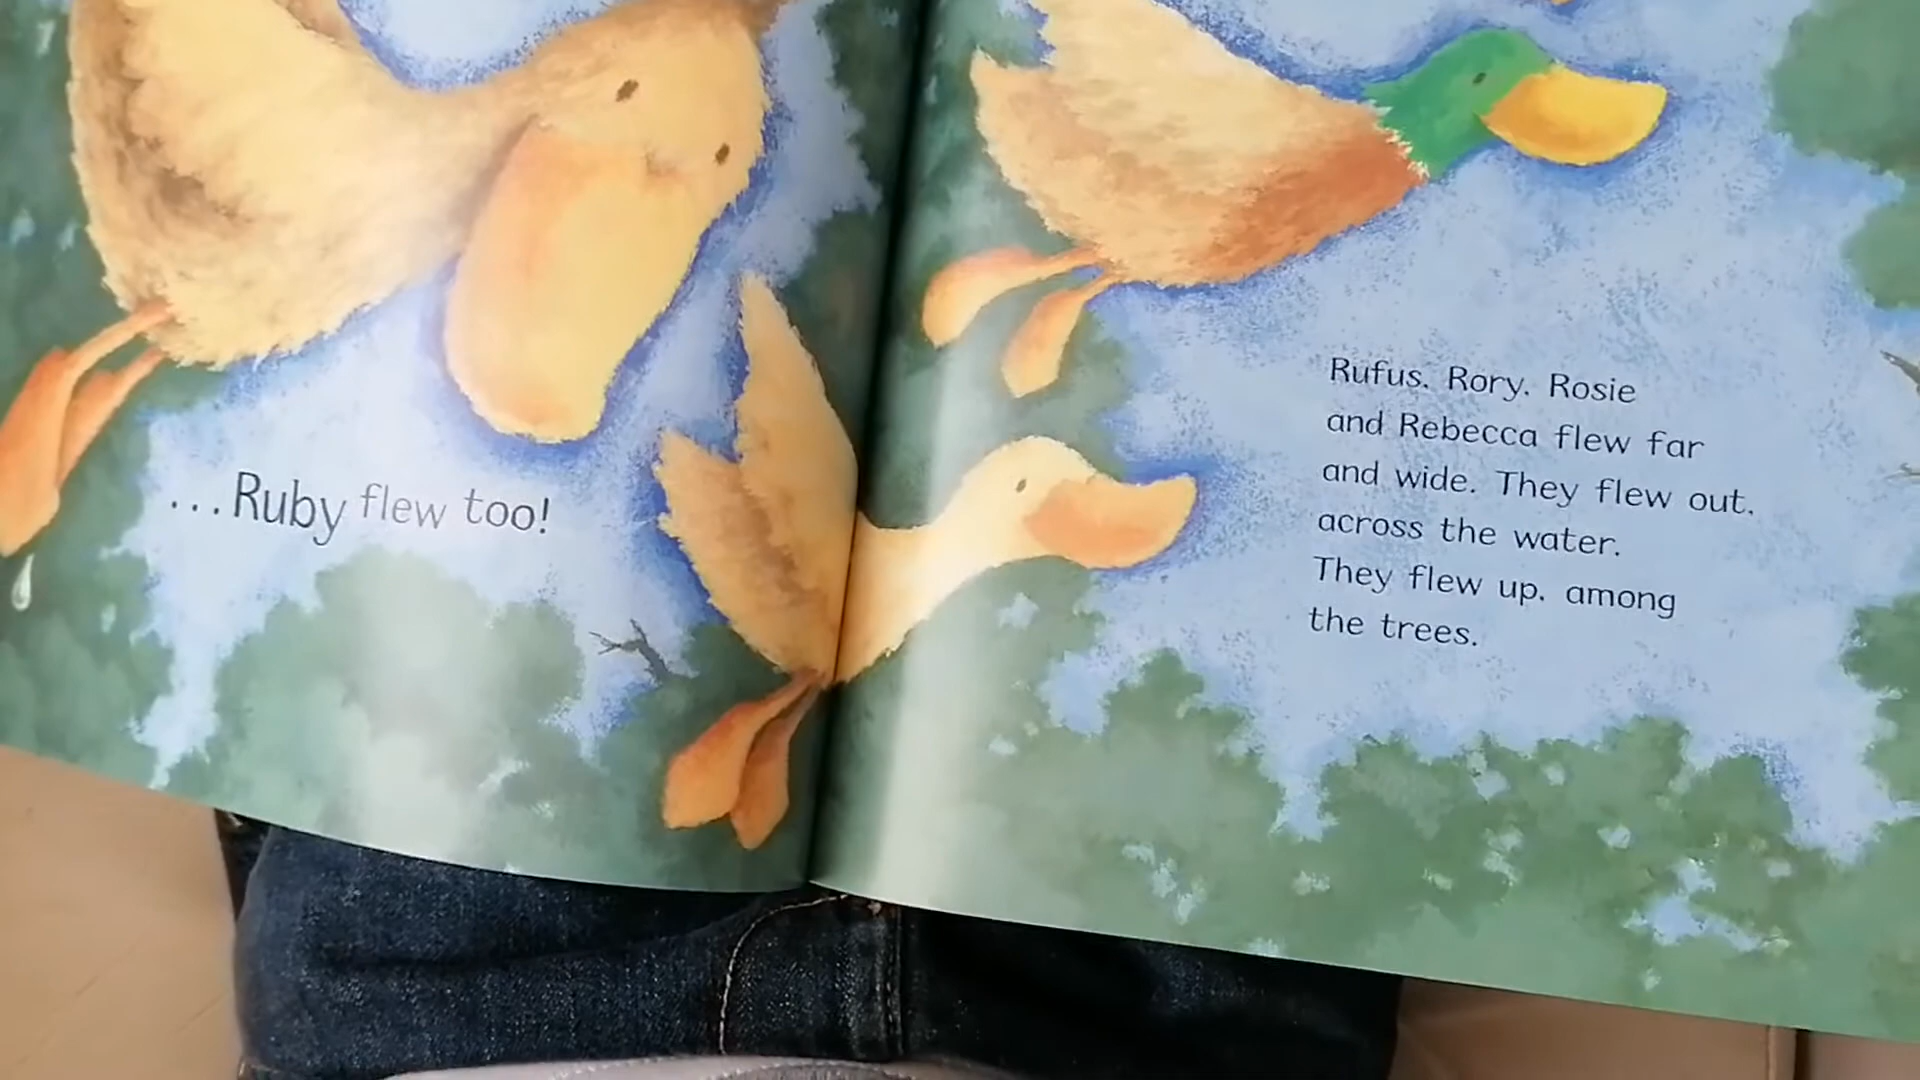 ...Ruby flew too!
Rufus, Rory, Rosie
and Rebecca flew far
and wide. They flew out,
across the water.
They flew up, among
the trees.